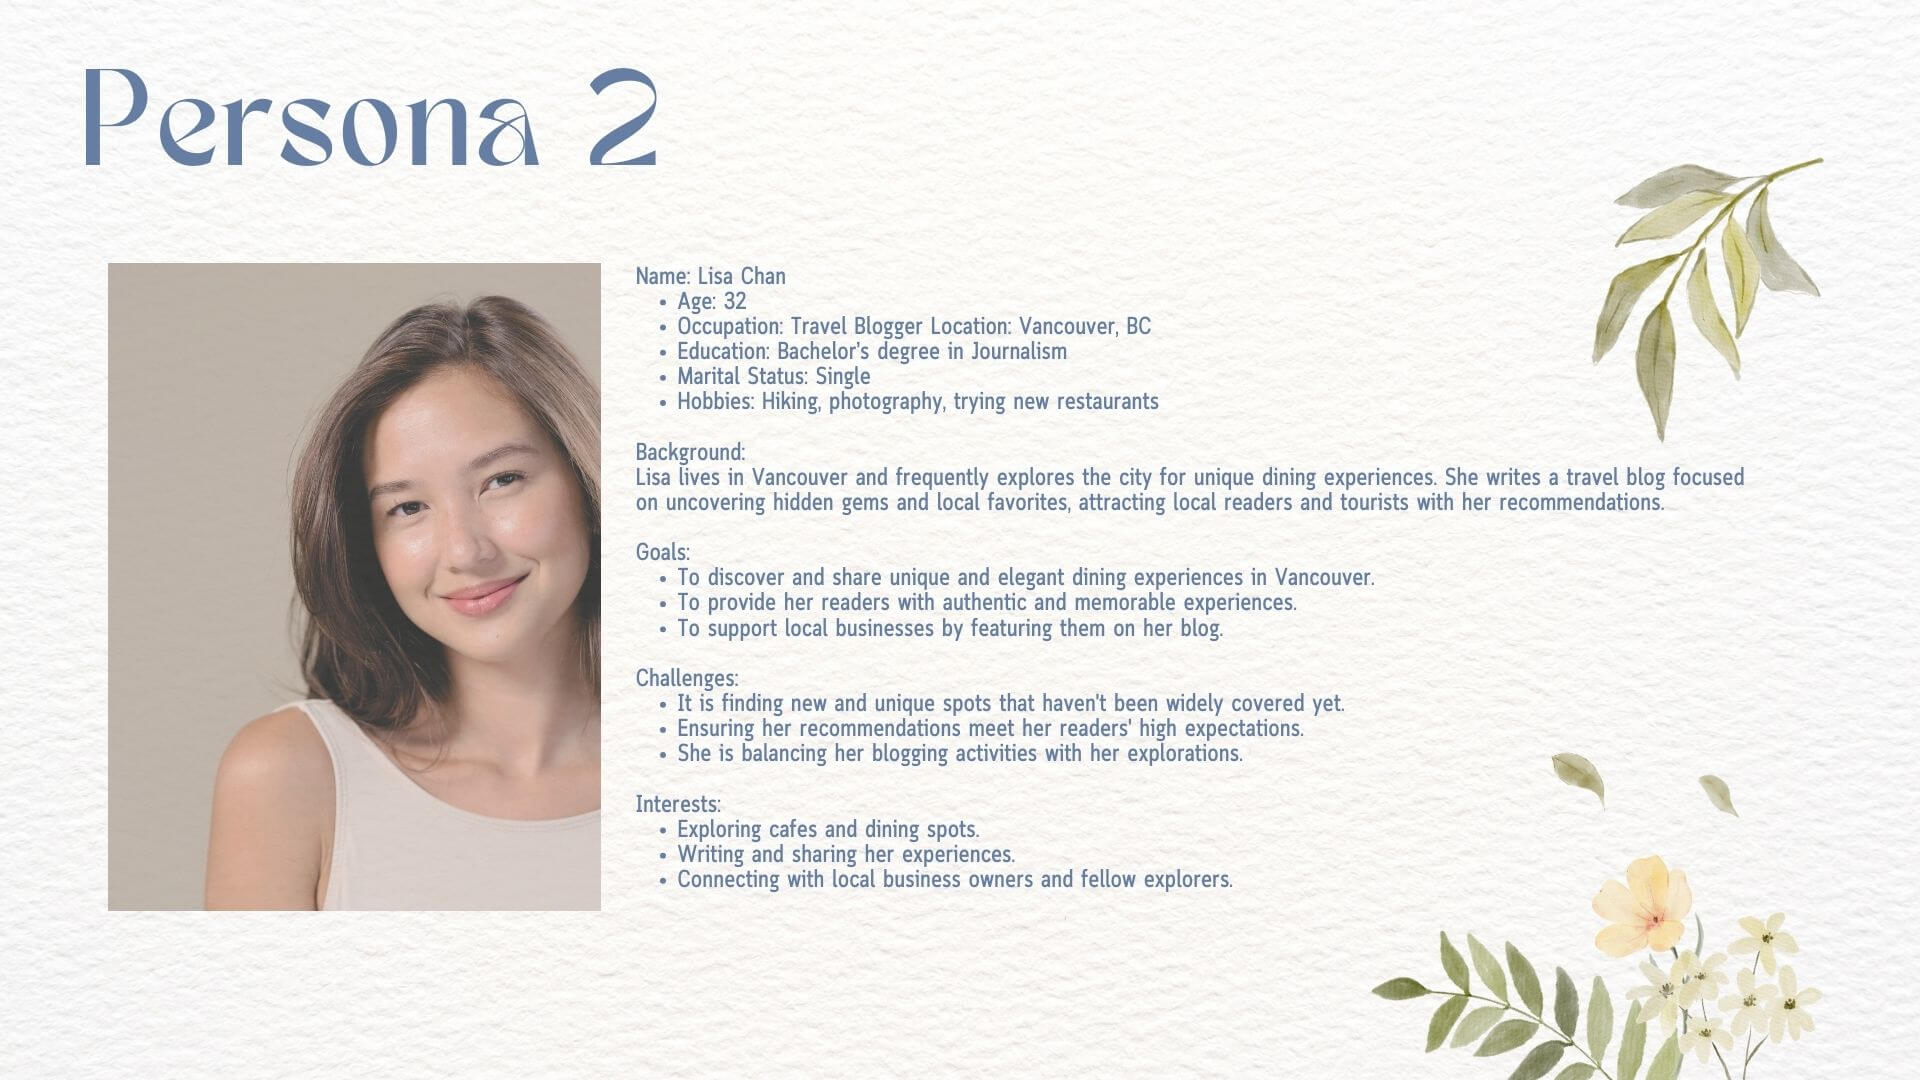 Persona 2
Name: Lisa Chan
• Age: 32
• Occupation: Travel Blogger Location: Vancouver, BC
• Education: Bachelor's degree in Journalism
• Marital Status: Single
• Hobbies: Hiking, photography, trying new restaurants
Background:
Lisa lives in Vancouver and frequently explores the city for unique dining experiences. She writes a travel blog focused
on uncovering hidden gems and local favorites, attracting local readers and tourists with her recommendations.
Goals:
• To discover and share unique and elegant dining experiences in Vancouver.
• To provide her readers with authentic and memorable experiences.
• To support local businesses by featuring them on her blog.
Challenges:
• It is finding new and unique spots that haven't been widely covered yet.
• Ensuring her recommendations meet her readers' high expectations.
• She is balancing her blogging activities with her explorations.
Interests:
• Exploring cafes and dining spots.
• Writing and sharing her experiences.
• Connecting with local business owners and fellow explorers.